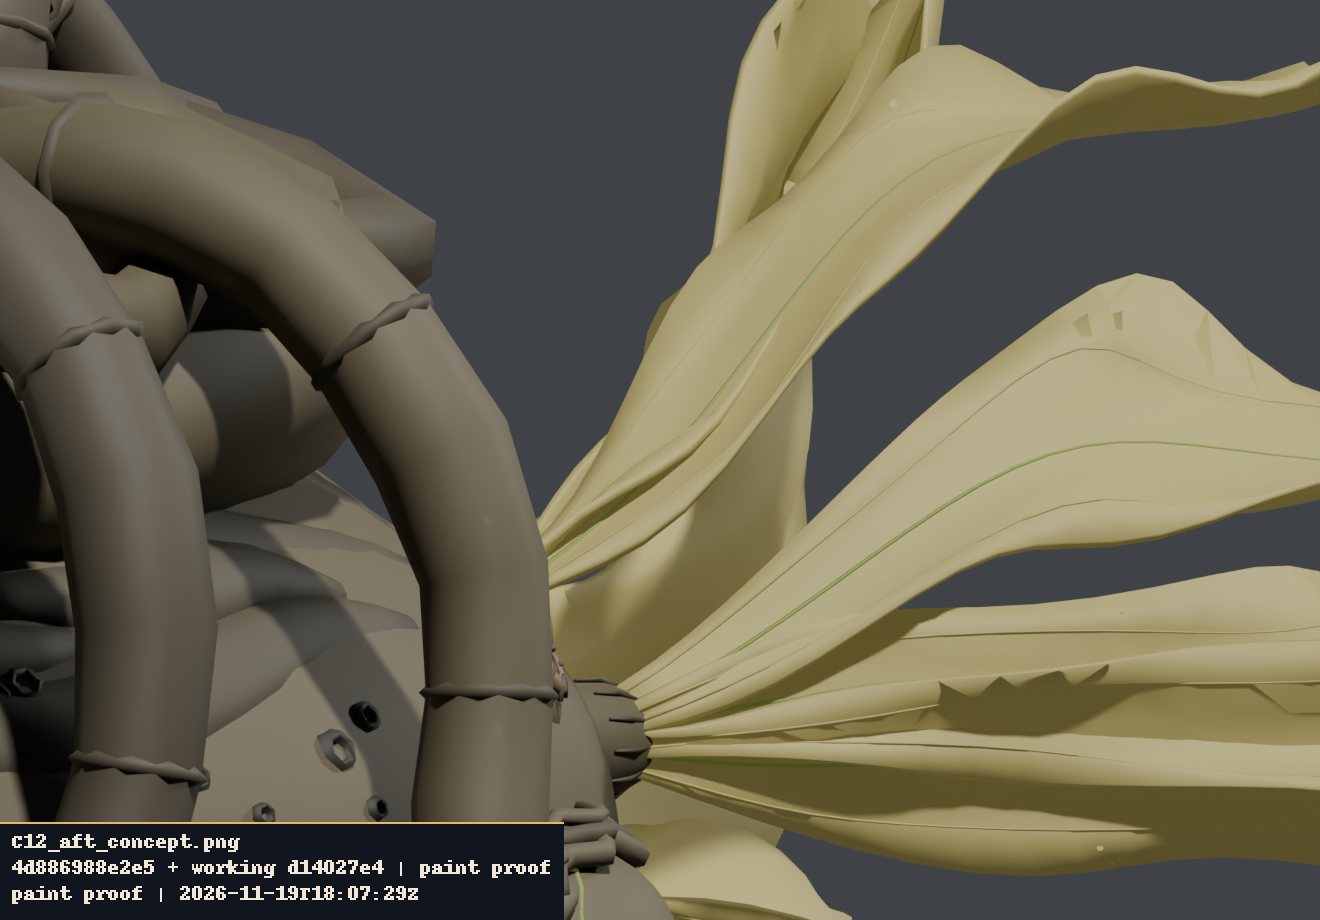 C12_aft_concept.png
4d886988e2e5 + working d14027e4 | paint proof
paint proof | 2026-11-19T18:07:29Z